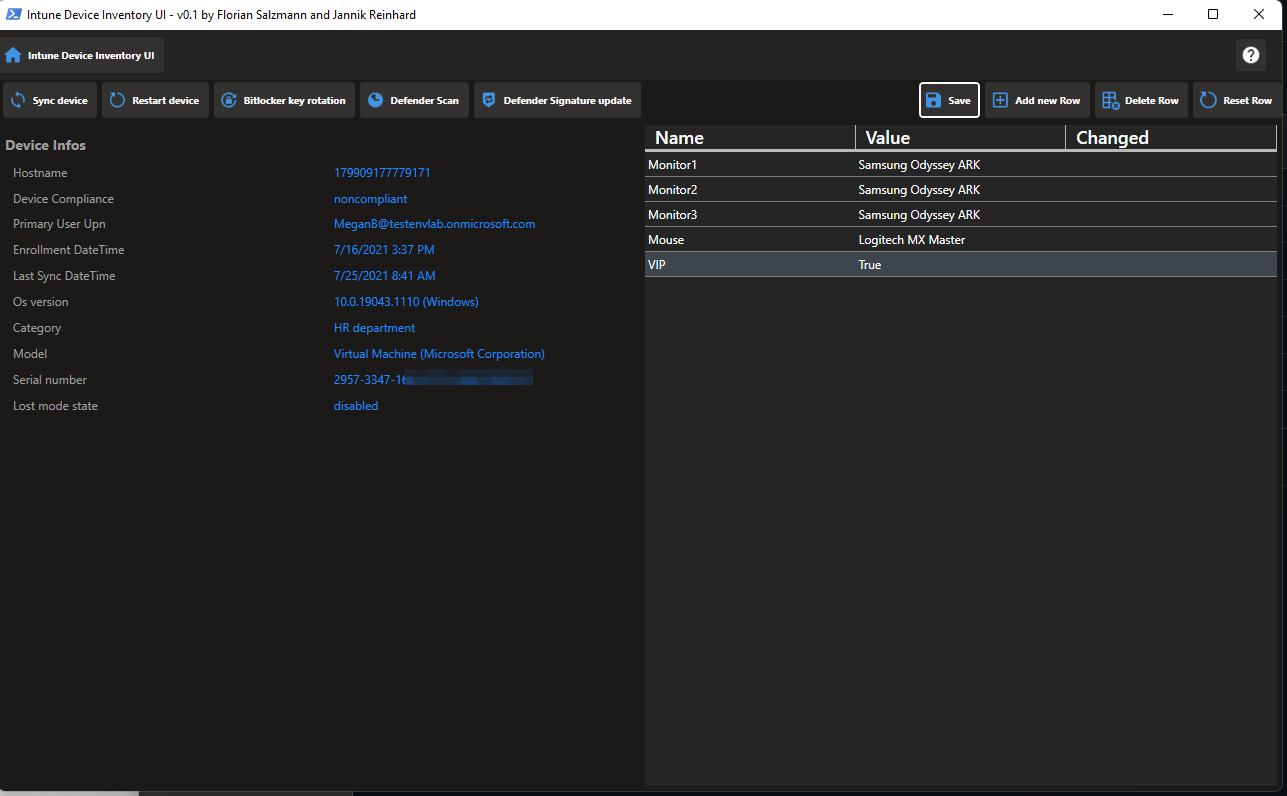 Intune Device Inventory UI - v0.1 by Florian Salzmann and Jannik Reinhard
Intune Device Inventory UI
?
Sync device Restart device Bitlocker key rotation Defender Scan Defender Signature update Save Add new Row Delete Row Reset Row
Device Infos
Hostname 179909177779171
Device Compliance noncompliant
Primary User Upn MeganB@testenvlab.onmicrosoft.com
Enrollment DateTime 7/16/2021 3:37 PM
Last Sync DateTime 7/25/2021 8:41 AM
Os version 10.0.19043.1110 (Windows)
Category HR department
Model Virtual Machine (Microsoft Corporation)
Serial number 2957-3347-16
Lost mode state disabled
Name Value Changed
Monitor1 Samsung Odyssey ARK
Monitor2 Samsung Odyssey ARK
Monitor3 Samsung Odyssey ARK
Mouse Logitech MX Master
VIP True